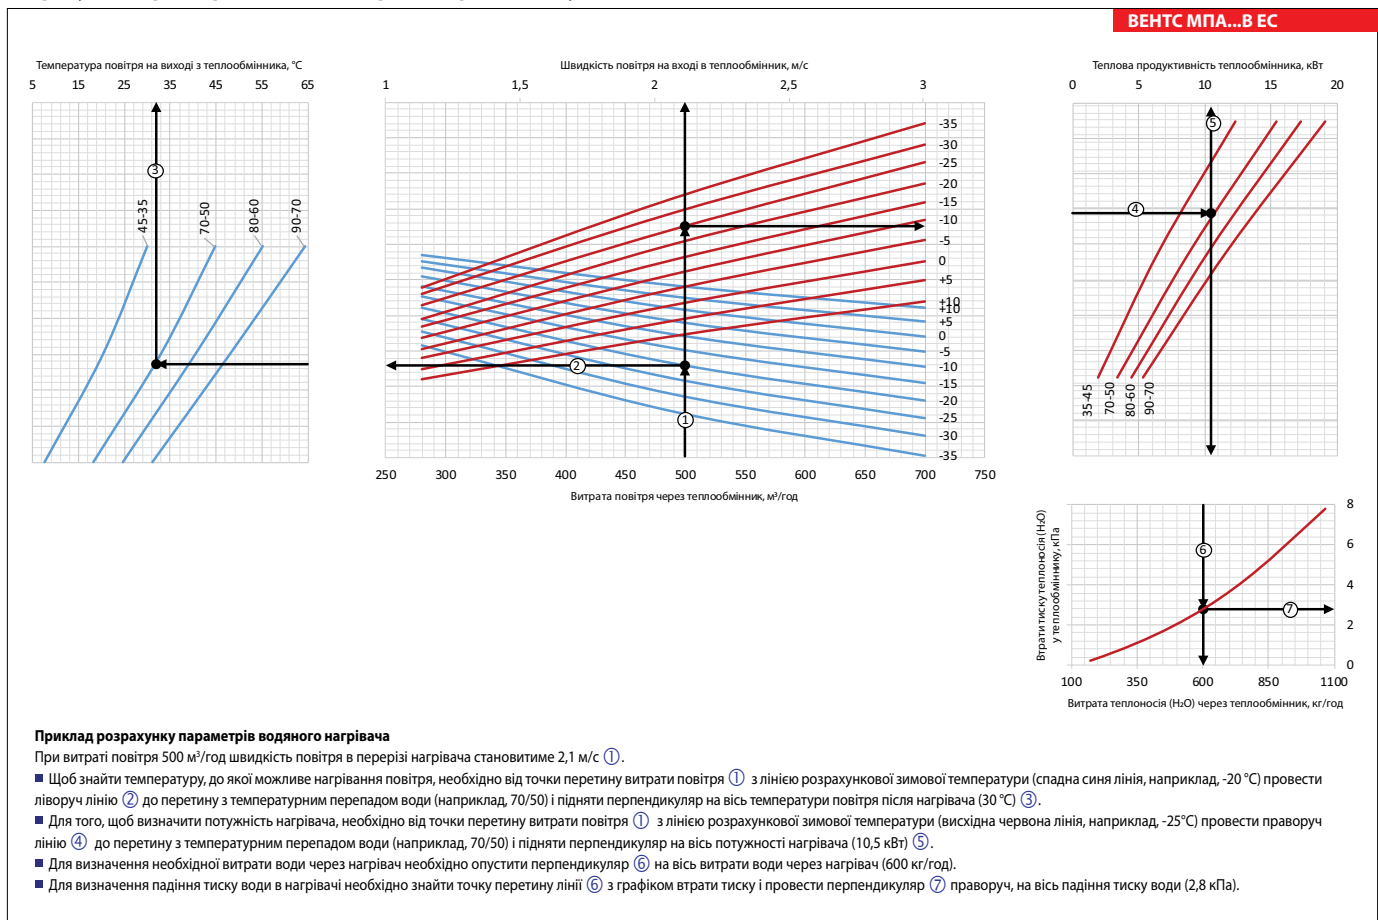 ВЕНТС МПА...В ЕС
Температура повітря на виході з теплообмінника, °C
5 15 25 35 45 55 65
3
45-35
70-50
80-60
90-70
Швидкість повітря на вході в теплообмінник, м/с
1 1,5 2 2,5 3
-35
-30
-25
-20
-15
-10
-5
0
+5
+10
+10
+5
0
-5
-10
-15
-20
-25
-30
-35
2
1
250 300 350 400 450 500 550 600 650 700 750
Витрата повітря через теплообмінник, м³/год
Теплова продуктивність теплообмінника, кВт
0 5 10 15 20
5
4
35-45
70-50
80-60
90-70
Втрати тиску теплоносія (H₂O)
у теплообміннику, кПа
8
6
4
2
0
6
7
100 350 600 850 1100
Витрата теплоносія (H₂O) через теплообмінник, кг/год
Приклад розрахунку параметрів водяного нагрівача
При витраті повітря 500 м³/год швидкість повітря в перерізі нагрівача становитиме 2,1 м/с ①.
■ Щоб знайти температуру, до якої можливе нагрівання повітря, необхідно від точки перетину витрати повітря ① з лінією розрахункової зимової температури (спадна синя лінія, наприклад, -20 °C) провести
ліворуч лінію ② до перетину з температурним перепадом води (наприклад, 70/50) і підняти перпендикуляр на вісь температури повітря після нагрівача (30 °C) ③.
■ Для того, щоб визначити потужність нагрівача, необхідно від точки перетину витрати повітря ① з лінією розрахункової зимової температури (висхідна червона лінія, наприклад, -25°C) провести праворуч
лінію ④ до перетину з температурним перепадом води (наприклад, 70/50) і підняти перпендикуляр на вісь потужності нагрівача (10,5 кВт) ⑤.
■ Для визначення необхідної витрати води через нагрівач необхідно опустити перпендикуляр ⑥ на вісь витрати води через нагрівач (600 кг/год).
■ Для визначення падіння тиску води в нагрівачі необхідно знайти точку перетину лінії ⑥ з графіком втрати тиску і провести перпендикуляр ⑦ праворуч, на вісь падіння тиску води (2,8 кПа).